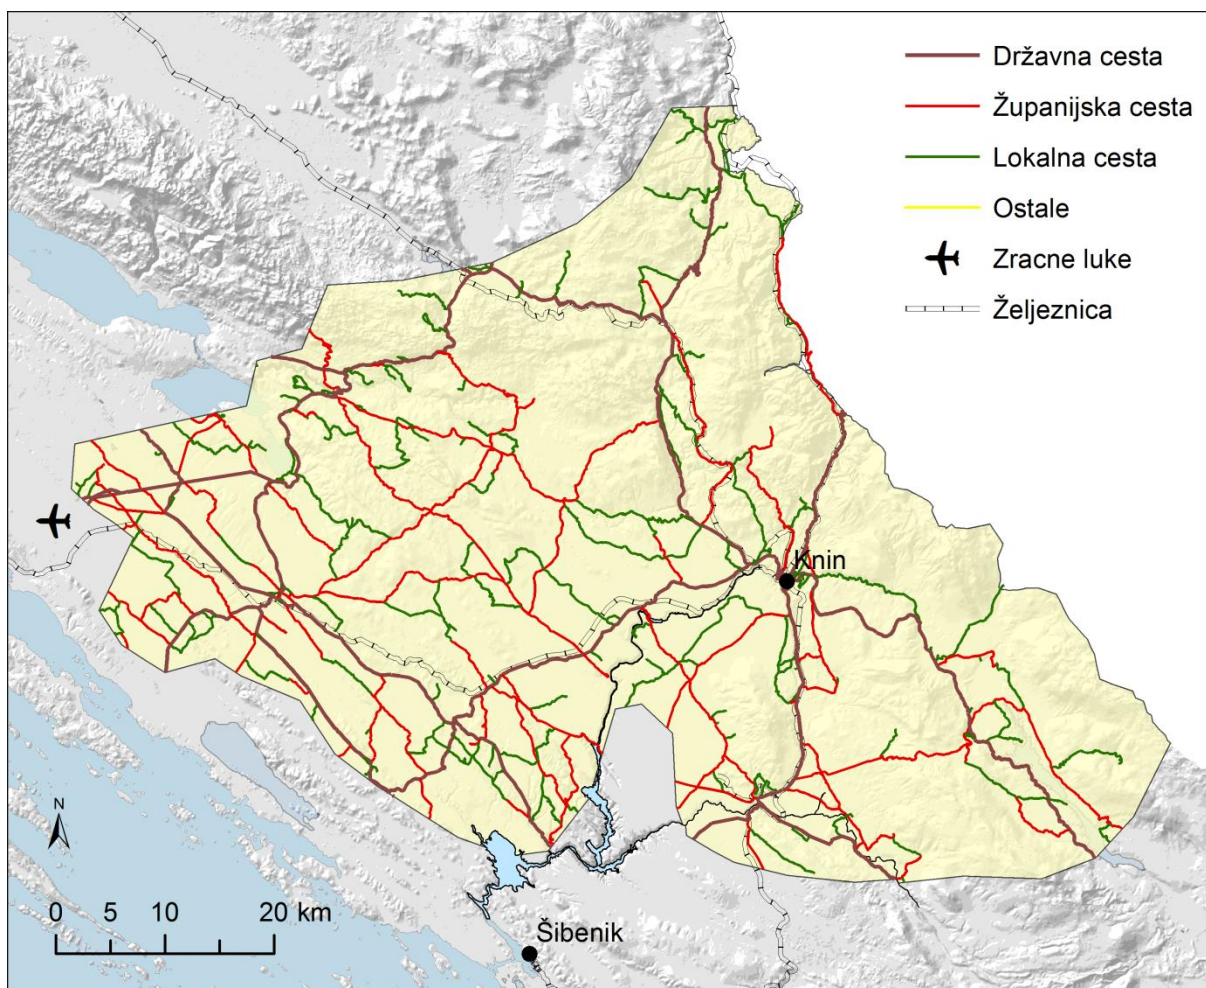 Državna cesta
Županijska cesta
Lokalna cesta
Ostale
Zracne luke
Željeznica
Knin
N
0 5 10 20 km
Šibenik